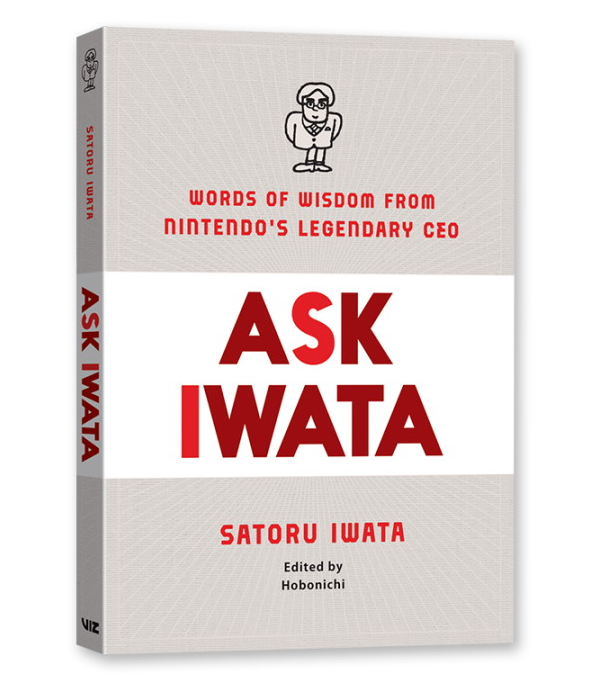 SATORU IWATA
ASK IWATA
VIZ
WORDS OF WISDOM FROM
NINTENDO'S LEGENDARY CEO
ASK
IWATA
SATORU IWATA
Edited by
Hobonichi